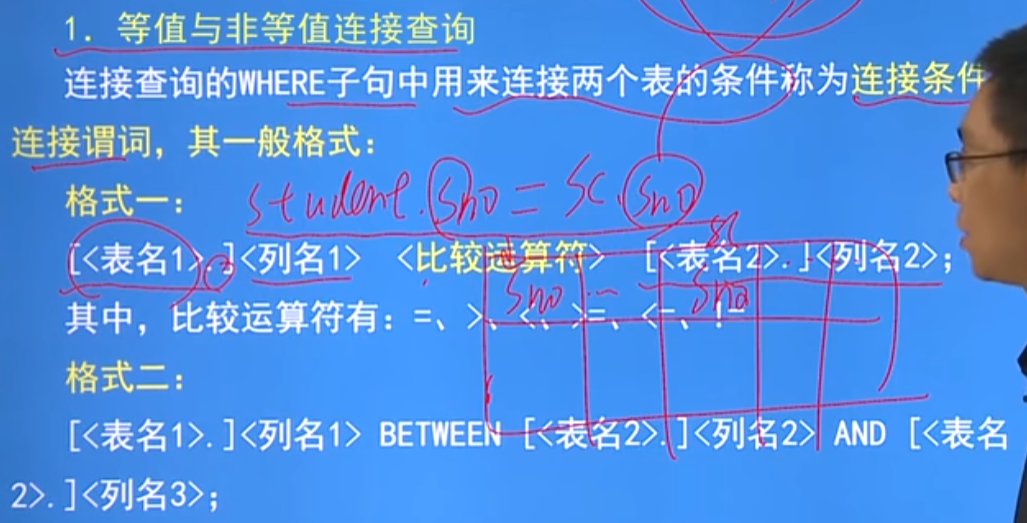 1. 等值与非等值连接查询
连接查询的WHERE子句中用来连接两个表的条件称为连接条件
连接谓词，其一般格式：
格式一：
student.sno = sc.sno
[<表名1>.]<列名1> <比较运算符> [<表名2>.]<列名2>；
sno ... sno
其中，比较运算符有：=、>、<、>=、<=、!=
格式二：
[<表名1>.]<列名1> BETWEEN [<表名2>.]<列名2> AND [<表名
2>.]<列名3>；